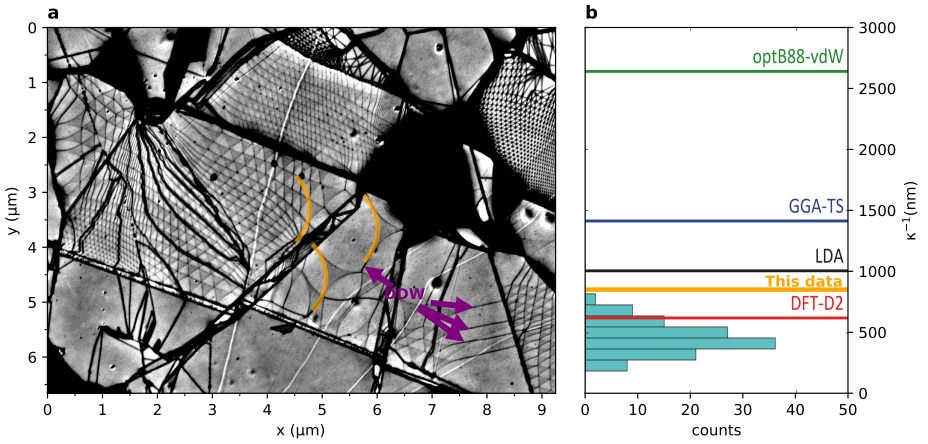 a
0
1
2
3
4
5
6
y (μm)
0
1
2
3
4
5
6
7
8
9
x (μm)
DDW
b
optB88-vdW
GGA-TS
LDA
This data
DFT-D2
3000
2500
2000
1500
1000
500
0
κ⁻¹(nm)
0
10
20
30
40
50
counts